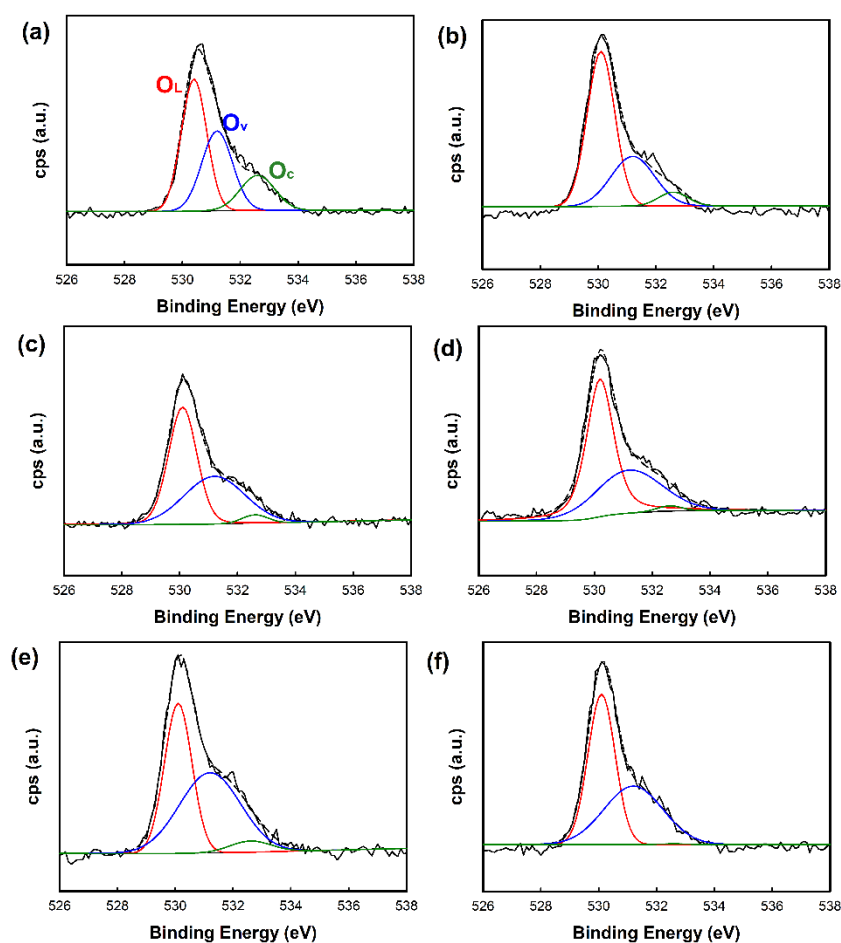 (a)
O_L
O_v
O_c
cps (a.u.)
526 528 530 532 534 536 538
Binding Energy (eV)
(b)
cps (a.u.)
526 528 530 532 534 536 538
Binding Energy (eV)
(c)
cps (a.u.)
526 528 530 532 534 536 538
Binding Energy (eV)
(d)
cps (a.u.)
526 528 530 532 534 536 538
Binding Energy (eV)
(e)
cps (a.u.)
526 528 530 532 534 536 538
Binding Energy (eV)
(f)
cps (a.u.)
526 528 530 532 534 536 538
Binding Energy (eV)